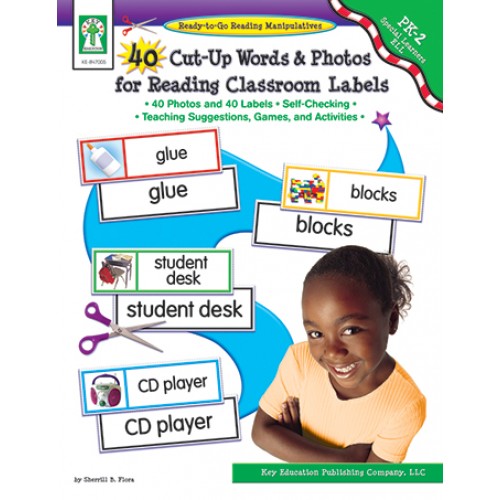 Ready-to-Go Reading Manipulatives
KE-847005
PK-2
Special Learners
ELL
40 Cut-Up Words & Photos
for Reading Classroom Labels
• 40 Photos and 40 Labels • Self-Checking •
• Teaching Suggestions, Games, and Activities •
glue
glue
blocks
blocks
student
desk
student desk
CD player
CD player
by Sherrill B. Flora
Key Education Publishing Company, LLC